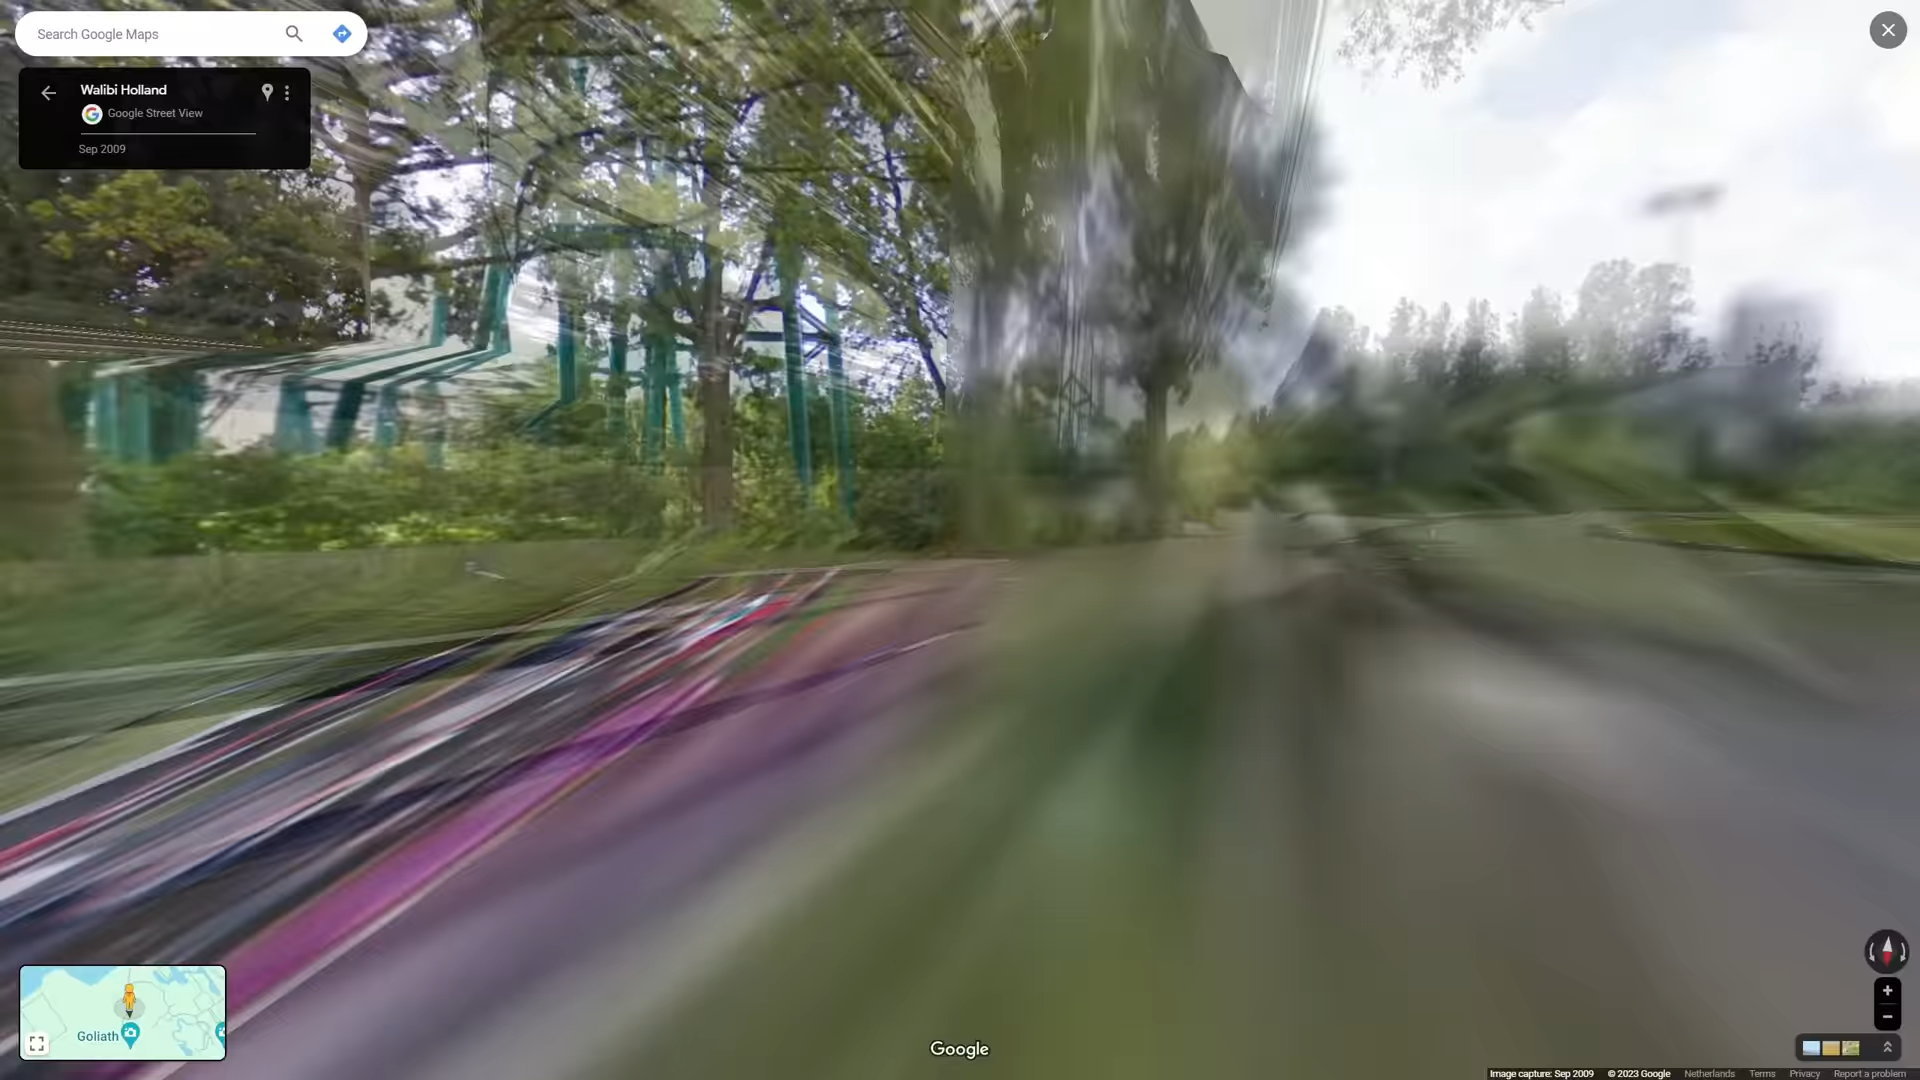 Search Google Maps
Walibi Holland
Google Street View
Sep 2009
Goliath
Google
Image capture: Sep 2009 © 2023 Google Netherlands Terms Privacy Report a problem